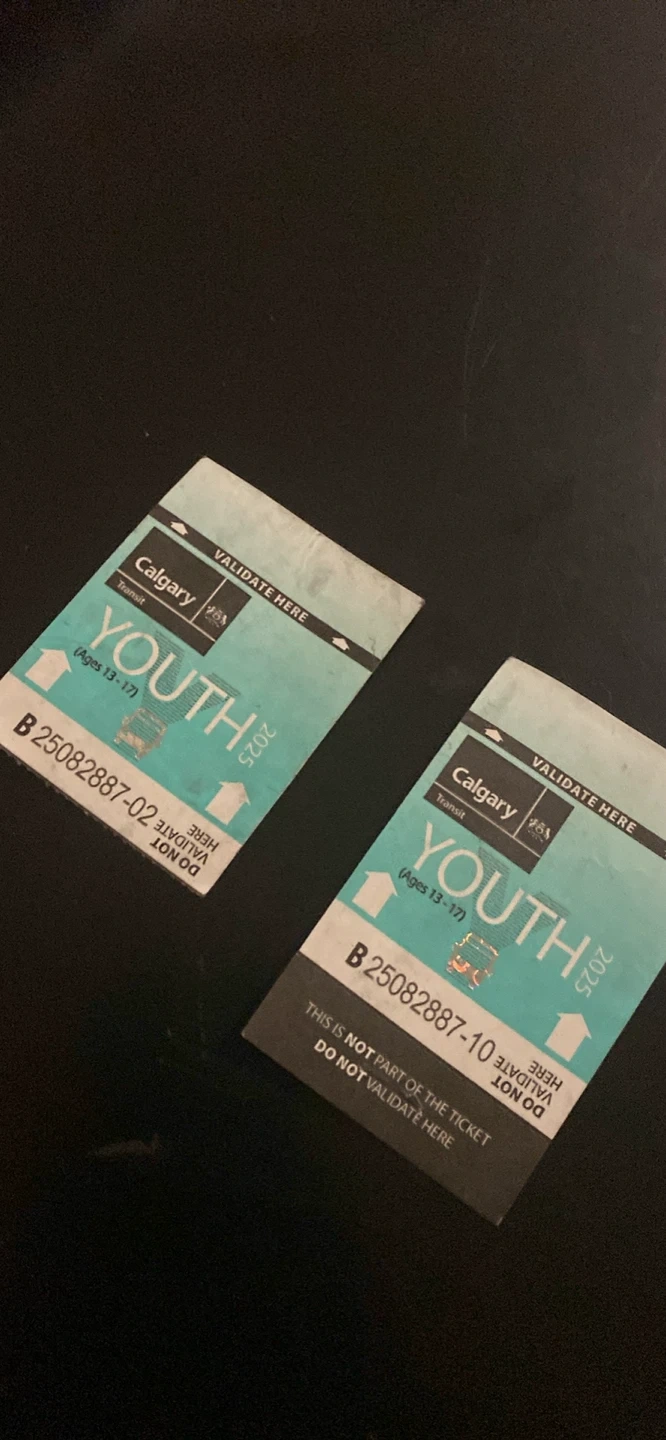 VALIDATE HERE
Calgary
Transit
YOUTH
2025
(Ages 13 - 17)
B 25082887-02
DO NOT
VALIDATE
HERE
VALIDATE HERE
Calgary
Transit
YOUTH
2025
(Ages 13 - 17)
B 25082887-10
DO NOT
VALIDATE
HERE
THIS IS NOT PART OF THE TICKET
DO NOT VALIDATE HERE